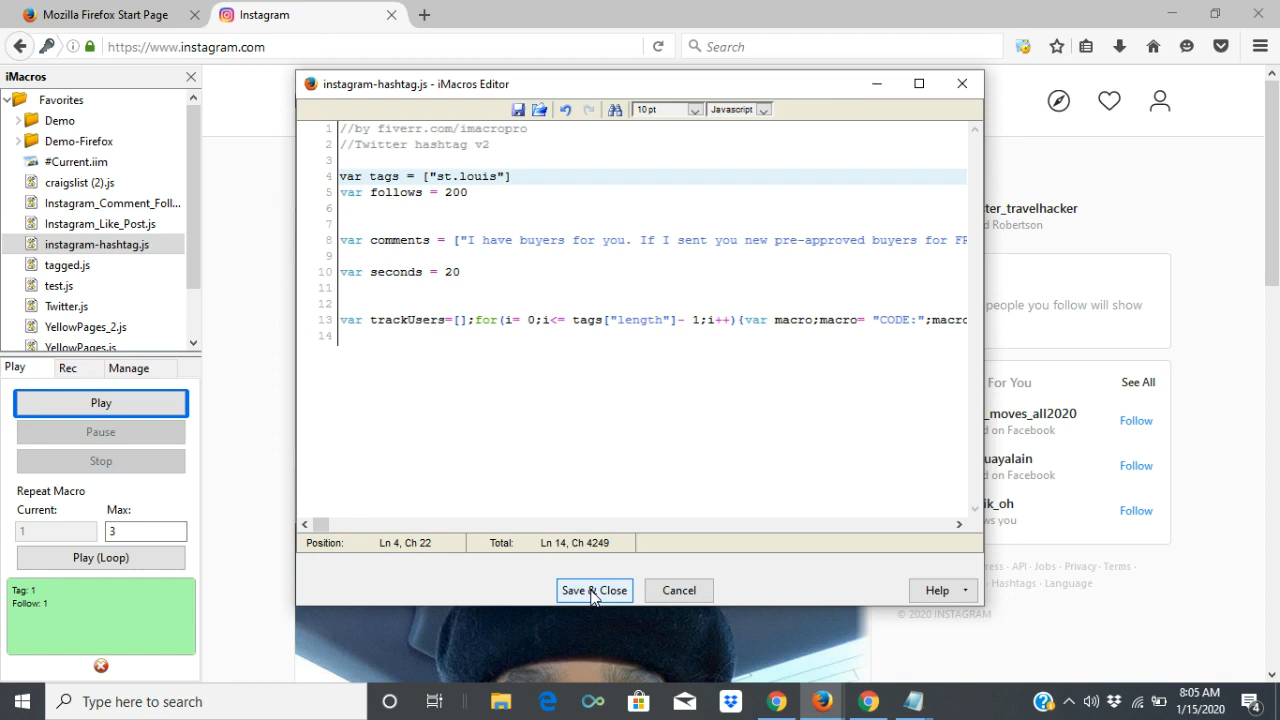 Mozilla Firefox Start Page
Instagram
https://www.instagram.com
Search
iMacros
Favorites
Demo
Demo-Firefox
#Current.iim
craigslist (2).js
Instagram_Comment_Foll...
Instagram_Like_Post.js
instagram-hashtag.js
tagged.js
test.js
Twitter.js
YellowPages_2.js
YellowPages.js
Play
Rec
Manage
Play
Pause
Stop
Repeat Macro
Current:
Max:
1
3
Play (Loop)
Tag: 1
Follow: 1
instagram-hashtag.js - iMacros Editor
10 pt
Javascript
1 //by fiverr.com/imacropro
2 //Twitter hashtag v2
3
4 var tags = ["st.louis"]
5 var follows = 200
6
7
8 var comments = ["I have buyers for you. If I sent you new pre-approved buyers for FR
9
10 var seconds = 20
11
12
13 var trackUsers=[];for(i= 0;i<= tags["length"]- 1;i++){var macro;macro= "CODE:";macro
14
Position:
Ln 4, Ch 22
Total:
Ln 14, Ch 4249
Save & Close
Cancel
Help
ter_travelhacker
d Robertson
people you follow will show
For You
See All
_moves_all2020
d on Facebook
Follow
uayalain
d on Facebook
Follow
ik_oh
ws you
Follow
ress · API · Jobs · Privacy · Terms ·
· Hashtags · Language
© 2020 INSTAGRAM
Type here to search
8:05 AM
1/15/2020
4